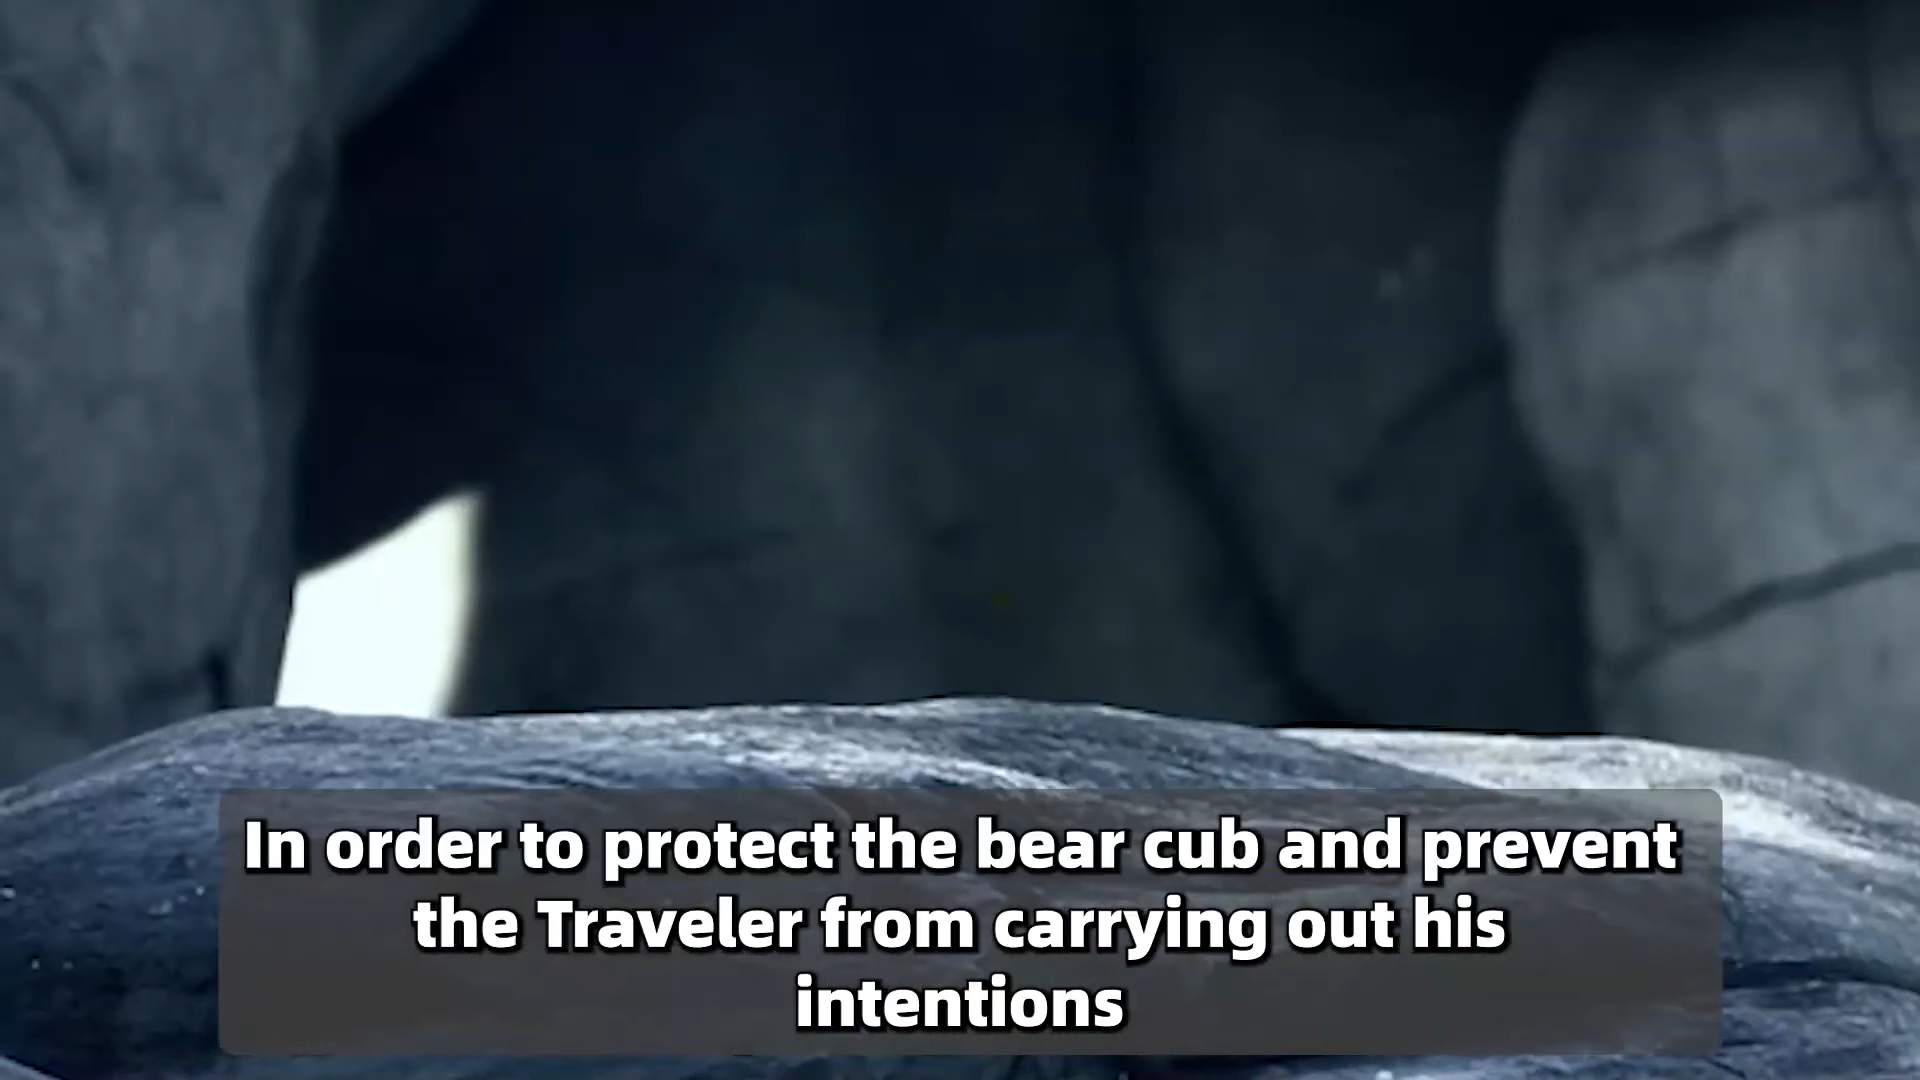 In order to protect the bear cub and prevent
the Traveler from carrying out his
intentions